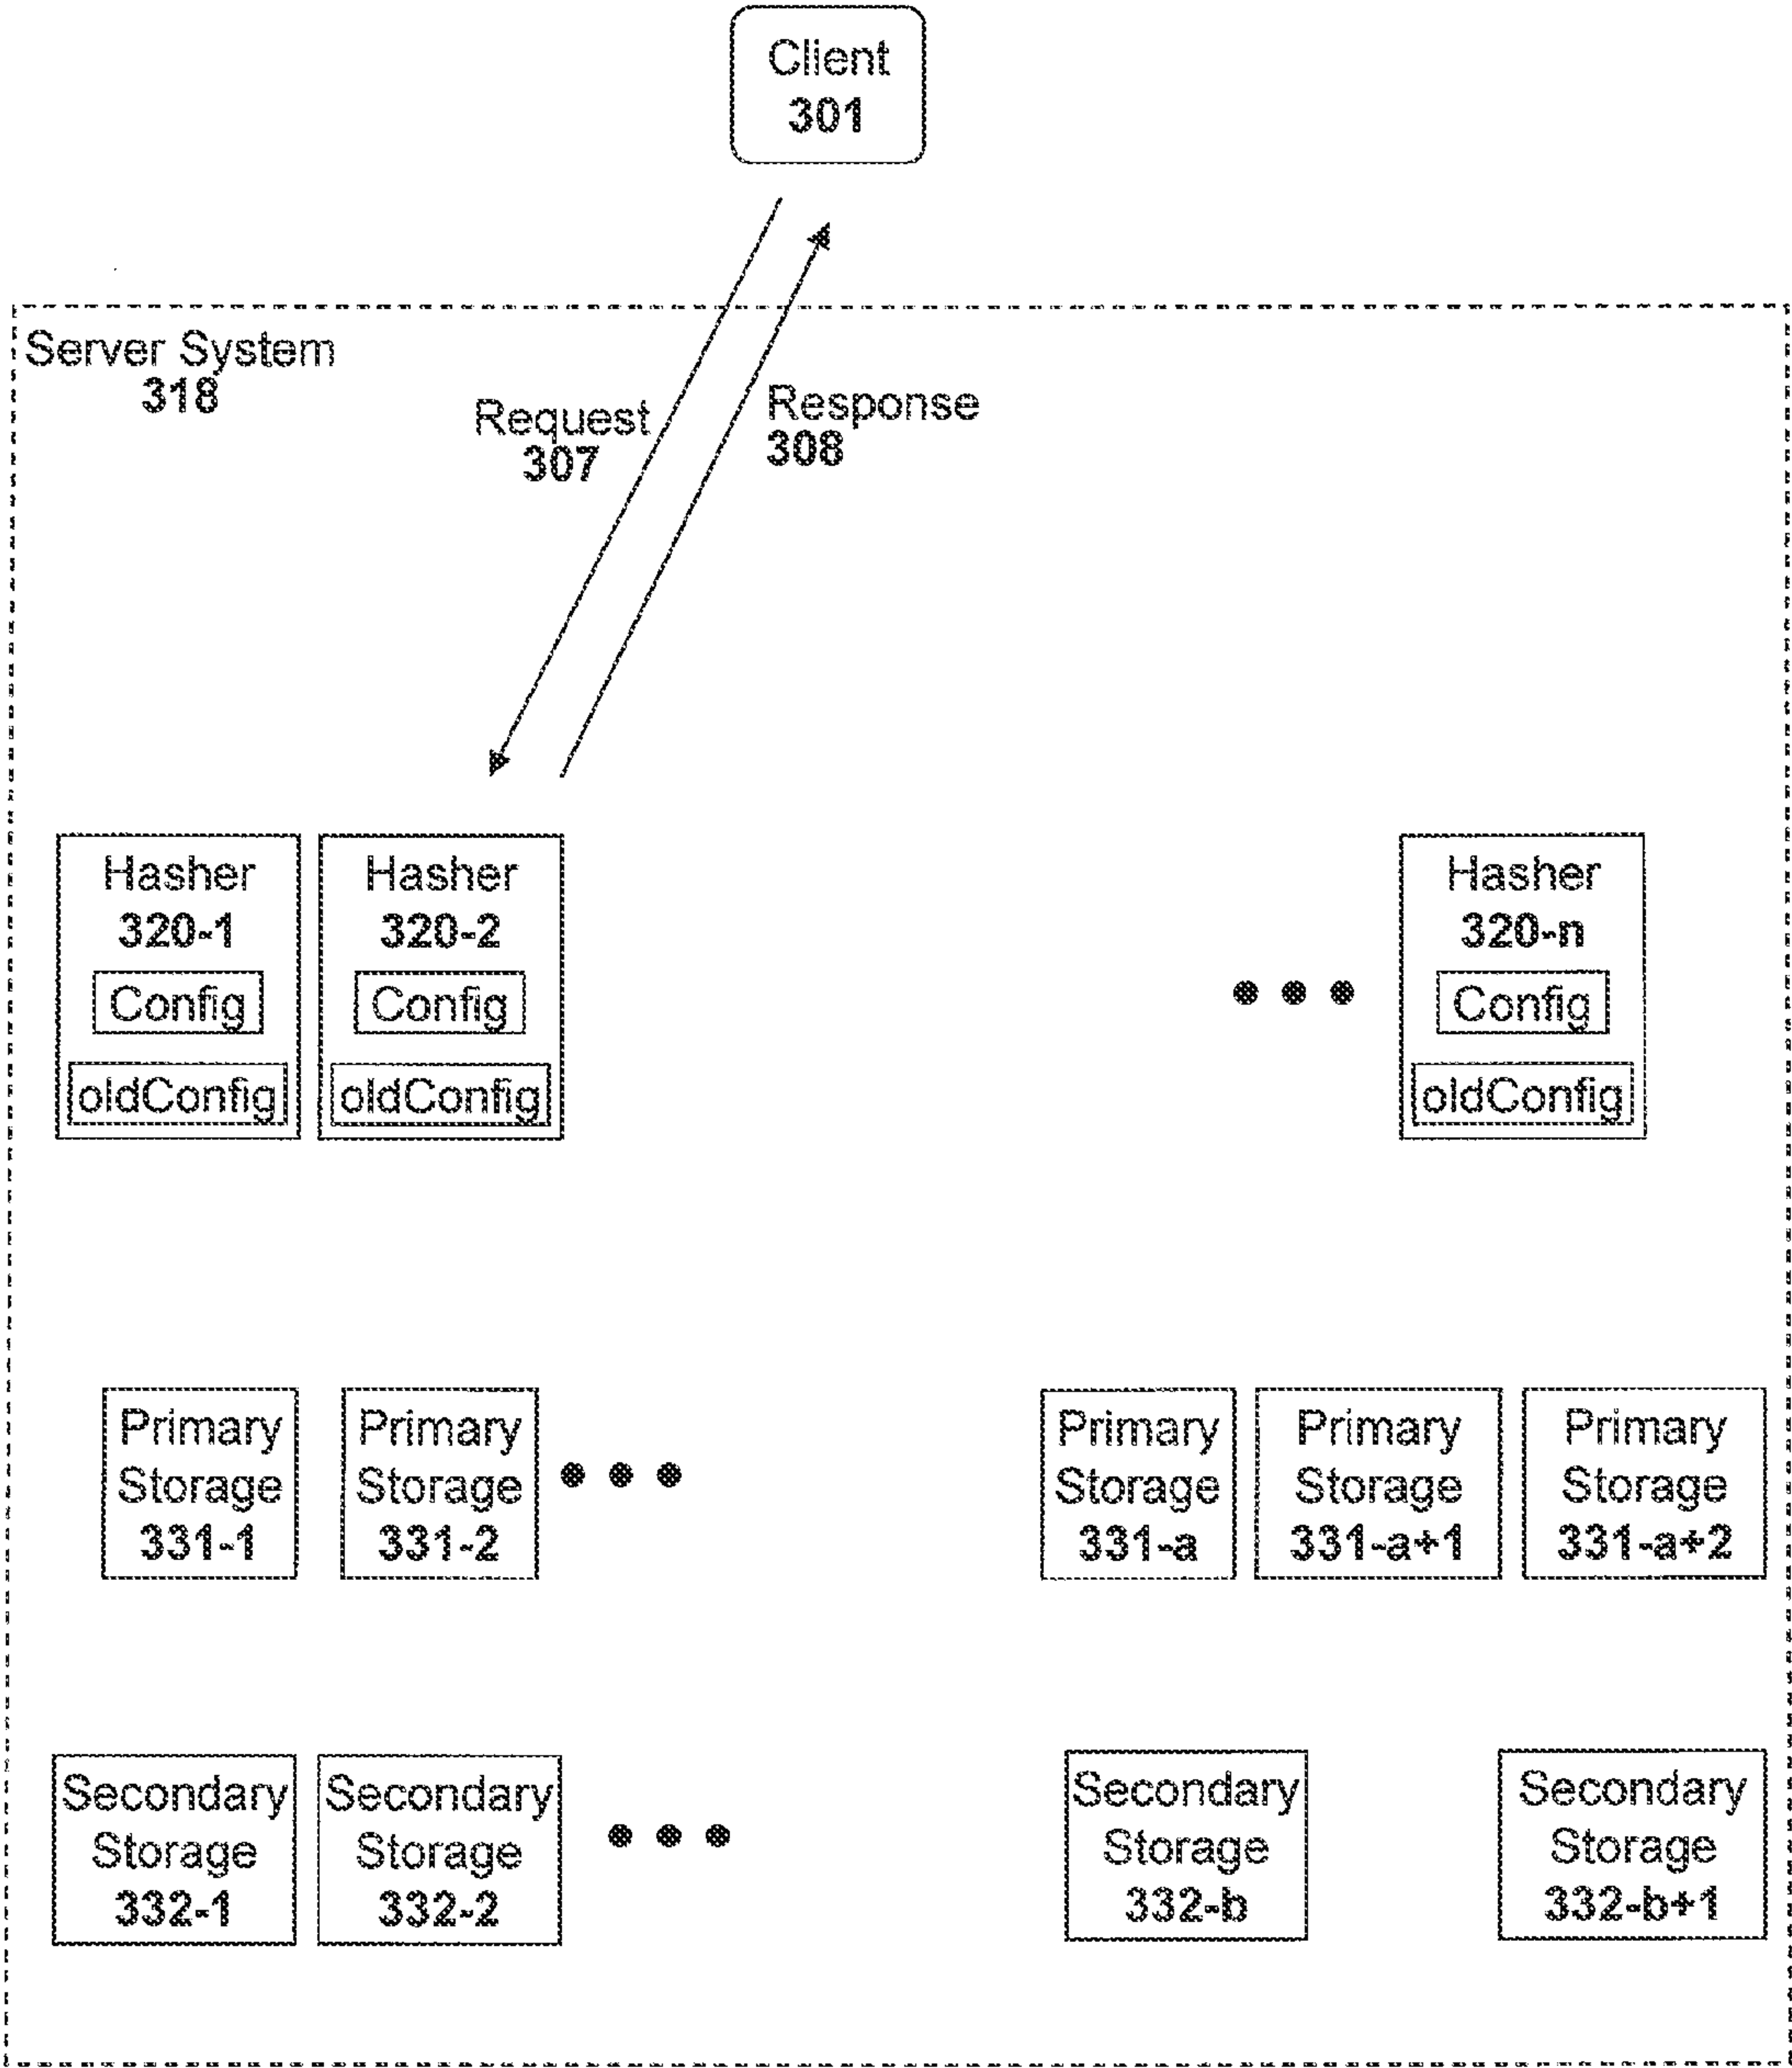 Client
301
Server System
318
Request
307
Response
308
Hasher
320-1
Config
oldConfig
Hasher
320-2
Config
oldConfig
Hasher
320-n
Config
oldConfig
Primary
Storage
331-1
Primary
Storage
331-2
Primary
Storage
331-a
Primary
Storage
331-a+1
Primary
Storage
331-a+2
Secondary
Storage
332-1
Secondary
Storage
332-2
Secondary
Storage
332-b
Secondary
Storage
332-b+1